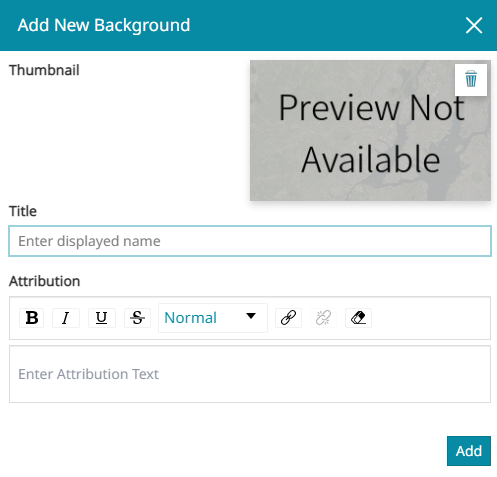 Add New Background
Thumbnail
Preview Not
Available
Title
Enter displayed name
Attribution
B I U S Normal
Enter Attribution Text
Add